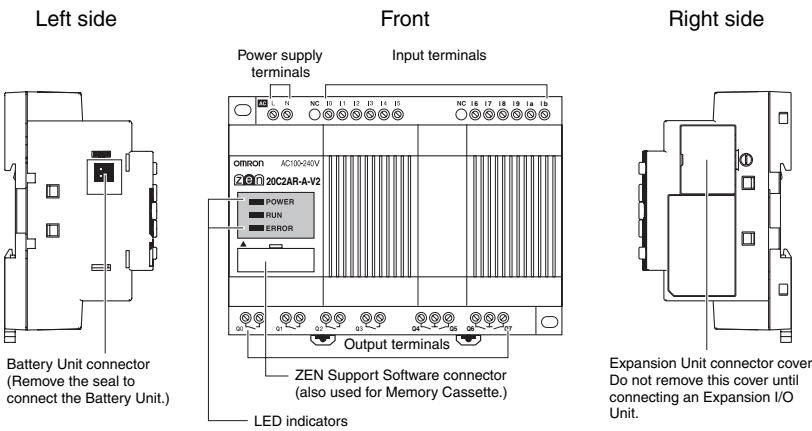 Left side
Front
Right side
Power supply
terminals
Input terminals
AC L N NC I0 I1 I2 I3 I4 I5 NC I6 I7 I8 I9 Ia Ib
OMRON AC100-240V
ZEN 20C2AR-A-V2
POWER
RUN
ERROR
Q0 Q1 Q2 Q3 Q4 Q5 Q6 Q7
Output terminals
Battery Unit connector
(Remove the seal to
connect the Battery Unit.)
ZEN Support Software connector
(also used for Memory Cassette.)
LED indicators
Expansion Unit connector cover
Do not remove this cover until
connecting an Expansion I/O
Unit.